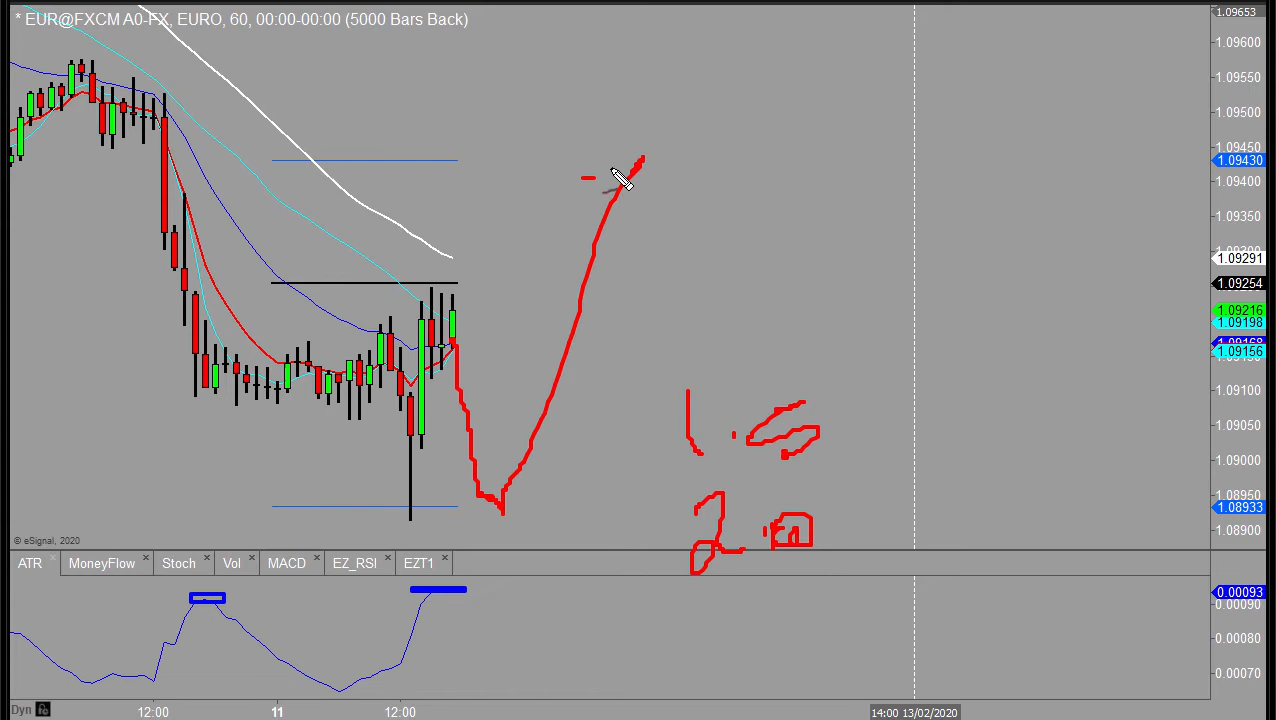 * EUR@FXCM A0-FX, EURO, 60, 00:00-00:00 (5000 Bars Back)
1.09653
1.09600
1.09550
1.09500
1.09450
1.09430
1.09400
1.09350
1.09291
1.09254
1.09216
1.09198
1.09156
1.09100
1.09050
1.09000
1.08950
1.08933
1.08900
© eSignal, 2020
ATR
MoneyFlow
Stoch
Vol
MACD
EZ_RSI
EZT1
0.00093
0.00090
0.00080
0.00070
Dyn
12:00
11
12:00
14:00 13/02/2020